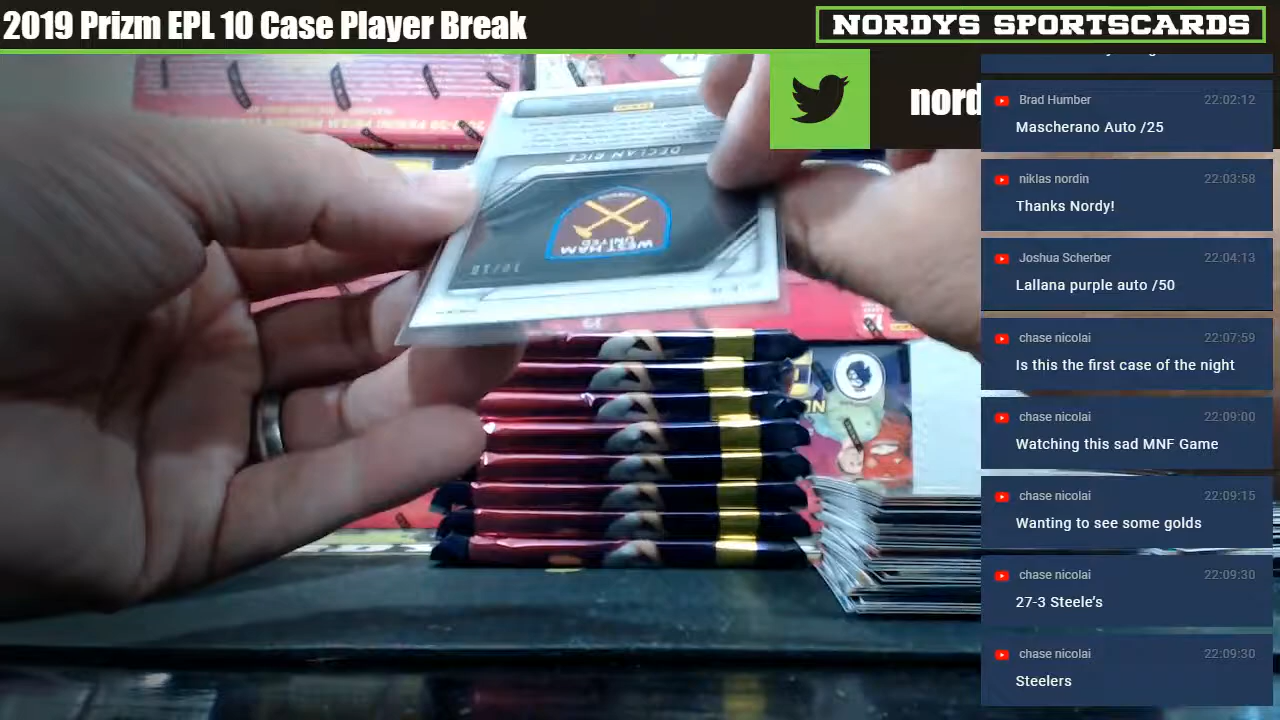 2019 Prizm EPL 10 Case Player Break
NORDYS SPORTSCARDS
nord
Brad Humber 22:02:12
Mascherano Auto /25
niklas nordin 22:03:58
Thanks Nordy!
Joshua Scherber 22:04:13
Lallana purple auto /50
chase nicolai 22:07:59
Is this the first case of the night
chase nicolai 22:09:00
Watching this sad MNF Game
chase nicolai 22:09:15
Wanting to see some golds
chase nicolai 22:09:30
27-3 Steele’s
chase nicolai 22:09:30
Steelers
DECLAN RICE
WEST HAM
UNITED
LONDON